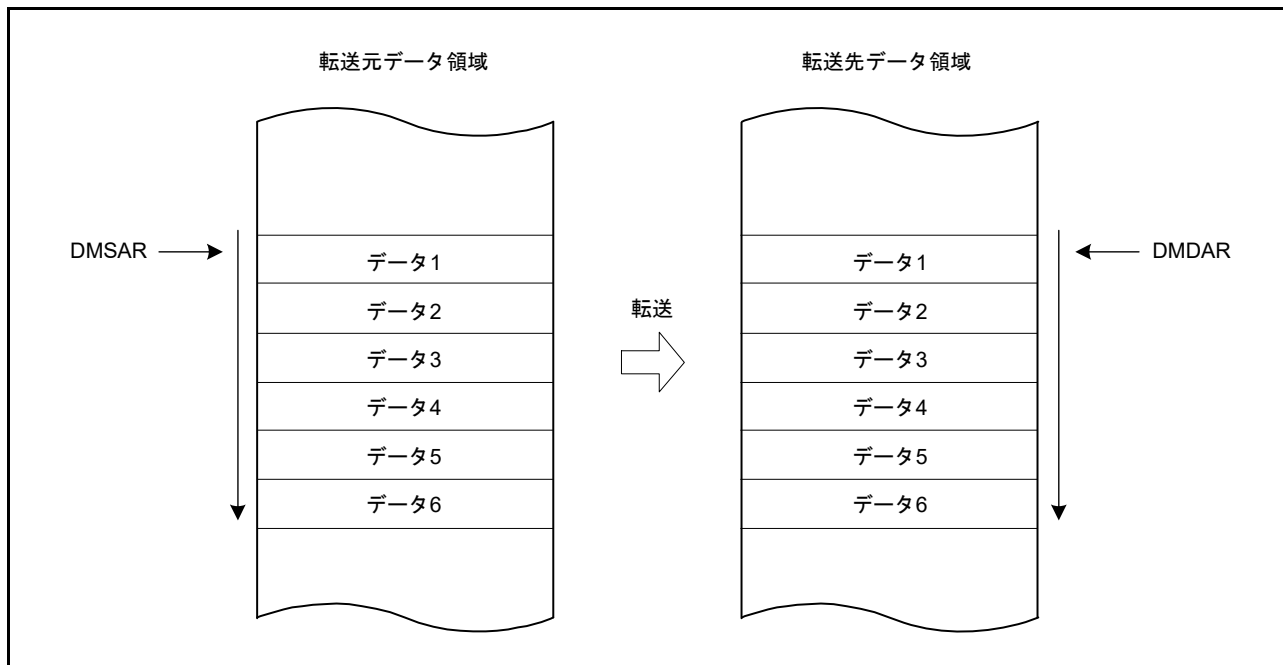 転送元データ領域
転送先データ領域
DMSAR
DMDAR
データ1
データ2
データ3
データ4
データ5
データ6
転送
データ1
データ2
データ3
データ4
データ5
データ6